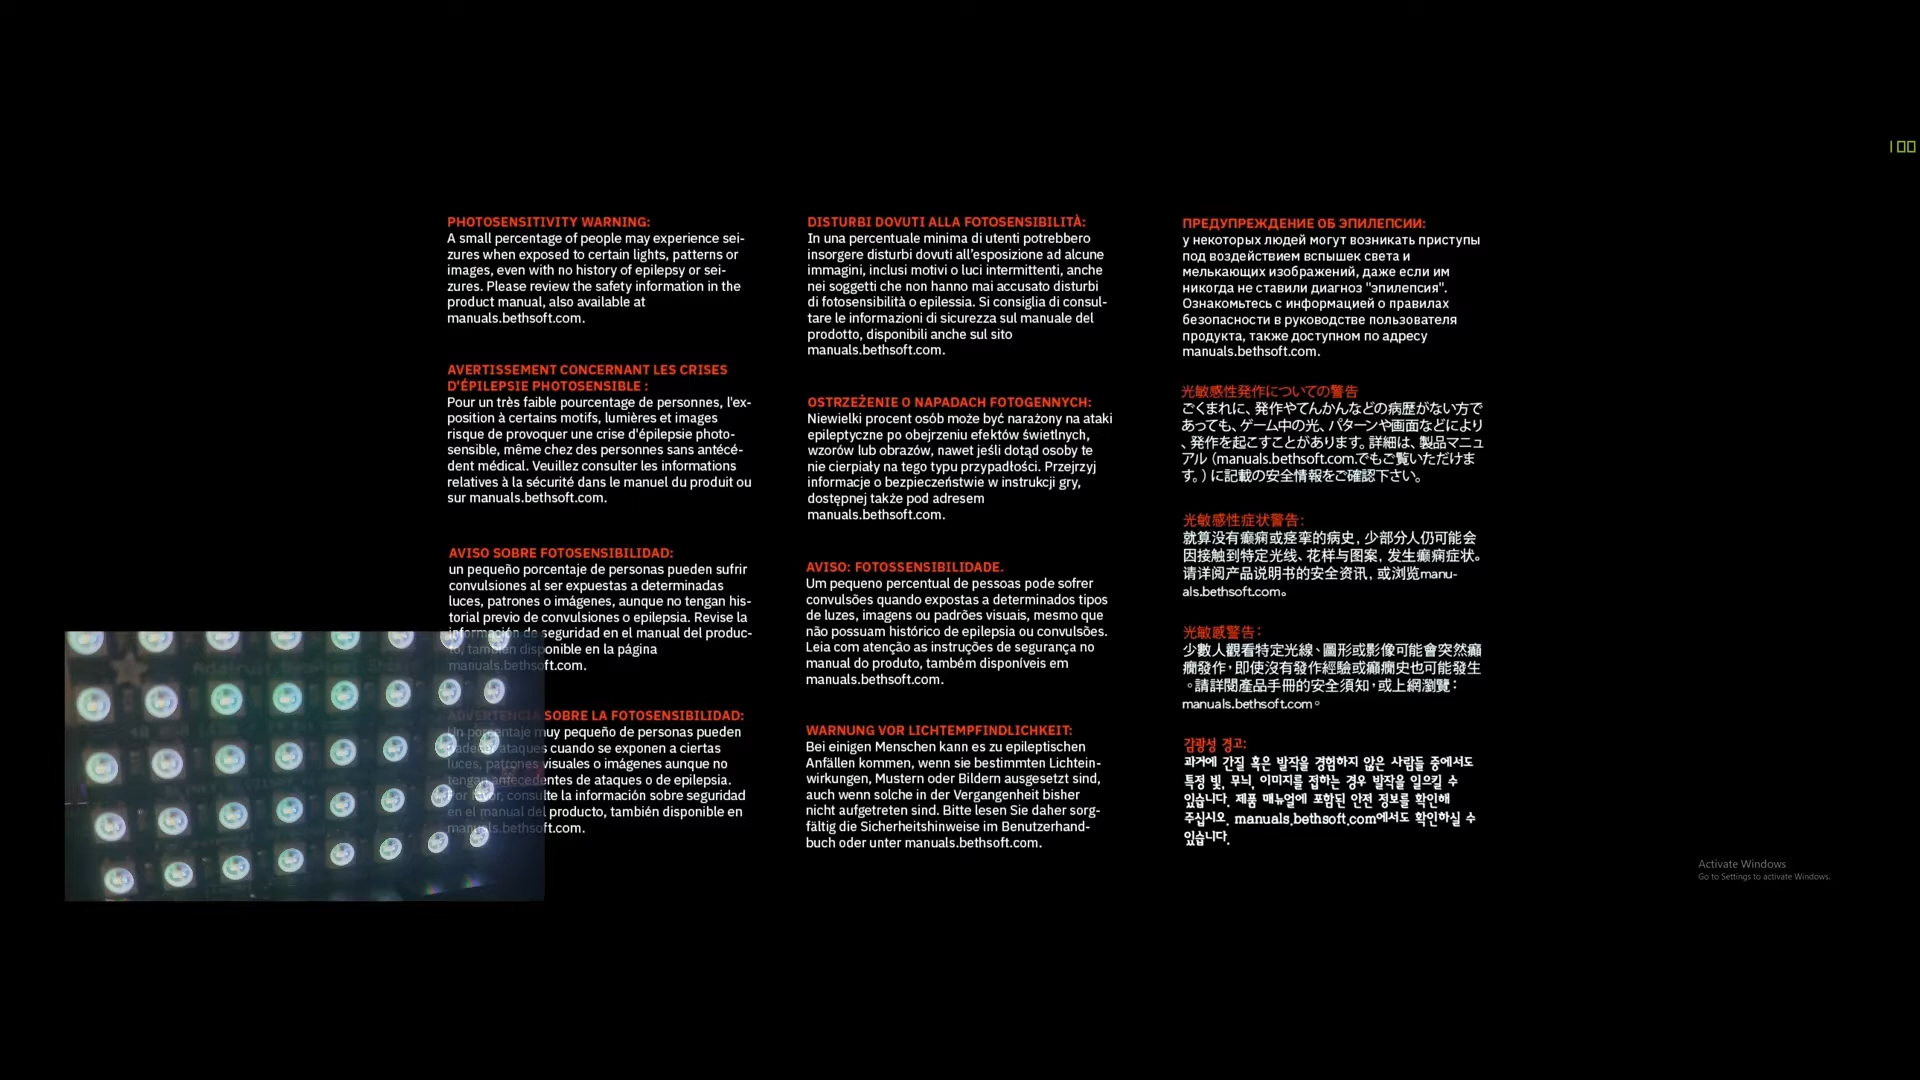 100
PHOTOSENSITIVITY WARNING:
A small percentage of people may experience sei-
zures when exposed to certain lights, patterns or
images, even with no history of epilepsy or sei-
zures. Please review the safety information in the
product manual, also available at
manuals.bethsoft.com.
AVERTISSEMENT CONCERNANT LES CRISES
D'ÉPILEPSIE PHOTOSENSIBLE :
Pour un très faible pourcentage de personnes, l'ex-
position à certains motifs, lumières et images
risque de provoquer une crise d'épilepsie photo-
sensible, même chez des personnes sans antécé-
dent médical. Veuillez consulter les informations
relatives à la sécurité dans le manuel du produit ou
sur manuals.bethsoft.com.
AVISO SOBRE FOTOSENSIBILIDAD:
un pequeño porcentaje de personas pueden sufrir
convulsiones al ser expuestas a determinadas
luces, patrones o imágenes, aunque no tengan his-
torial previo de convulsiones o epilepsia. Revise la
información de seguridad en el manual del produc-
to, también disponible en la página
manuals.bethsoft.com.
ADVERTENCIA SOBRE LA FOTOSENSIBILIDAD:
Un porcentaje muy pequeño de personas pueden
padecer ataques cuando se exponen a ciertas
luces, patrones visuales o imágenes aunque no
tengan antecedentes de ataques o de epilepsia.
Por favor, consulte la información sobre seguridad
en el manual del producto, también disponible en
manuals.bethsoft.com.
DISTURBI DOVUTI ALLA FOTOSENSIBILITÀ:
In una percentuale minima di utenti potrebbero
insorgere disturbi dovuti all'esposizione ad alcune
immagini, inclusi motivi o luci intermittenti, anche
nei soggetti che non hanno mai accusato disturbi
di fotosensibilità o epilessia. Si consiglia di consul-
tare le informazioni di sicurezza sul manuale del
prodotto, disponibili anche sul sito
manuals.bethsoft.com.
OSTRZEŻENIE O NAPADACH FOTOGENNYCH:
Niewielki procent osób może być narażony na ataki
epileptyczne po obejrzeniu efektów świetlnych,
wzorów lub obrazów, nawet jeśli dotąd osoby te
nie cierpiały na tego typu przypadłości. Przejrzyj
informacje o bezpieczeństwie w instrukcji gry,
dostępnej także pod adresem
manuals.bethsoft.com.
AVISO: FOTOSSENSIBILIDADE.
Um pequeno percentual de pessoas pode sofrer
convulsões quando expostas a determinados tipos
de luzes, imagens ou padrões visuais, mesmo que
não possuam histórico de epilepsia ou convulsões.
Leia com atenção as instruções de segurança no
manual do produto, também disponíveis em
manuals.bethsoft.com.
WARNUNG VOR LICHTEMPFINDLICHKEIT:
Bei einigen Menschen kann es zu epileptischen
Anfällen kommen, wenn sie bestimmten Lichtein-
wirkungen, Mustern oder Bildern ausgesetzt sind,
auch wenn solche in der Vergangenheit bisher
nicht aufgetreten sind. Bitte lesen Sie daher sorg-
fältig die Sicherheitshinweise im Benutzerhand-
buch oder unter manuals.bethsoft.com.
ПРЕДУПРЕЖДЕНИЕ ОБ ЭПИЛЕПСИИ:
у некоторых людей могут возникать приступы
под воздействием вспышек света и
мелькающих изображений, даже если им
никогда не ставили диагноз "эпилепсия".
Ознакомьтесь с информацией о правилах
безопасности в руководстве пользователя
продукта, также доступном по адресу
manuals.bethsoft.com.
光敏感性発作についての警告
ごくまれに、発作やてんかんなどの病歴がない方で
あっても、ゲーム中の光、パターンや画面などにより
、発作を起こすことがあります。詳細は、製品マニュ
アル（manuals.bethsoft.com.でもご覧いただけま
す。）に記載の安全情報をご確認下さい。
光敏感性症状警告：
就算没有癫痫或痉挛的病史，少部分人仍可能会
因接触到特定光线、花样与图案，发生癫痫症状。
请详阅产品说明书的安全资讯，或浏览manu-
als.bethsoft.com。
光敏感警告：
少數人觀看特定光線、圖形或影像可能會突然癲
癇發作，即使沒有發作經驗或癲癇史也可能發生
。請詳閱產品手冊的安全須知，或上網瀏覽：
manuals.bethsoft.com。
감광성 경고:
과거에 간질 혹은 발작을 경험하지 않은 사람들 중에서도
특정 빛, 무늬, 이미지를 접하는 경우 발작을 일으킬 수
있습니다. 제품 매뉴얼에 포함된 안전 정보를 확인해
주십시오. manuals.bethsoft.com에서도 확인하실 수
있습니다.
Activate Windows
Go to Settings to activate Windows.